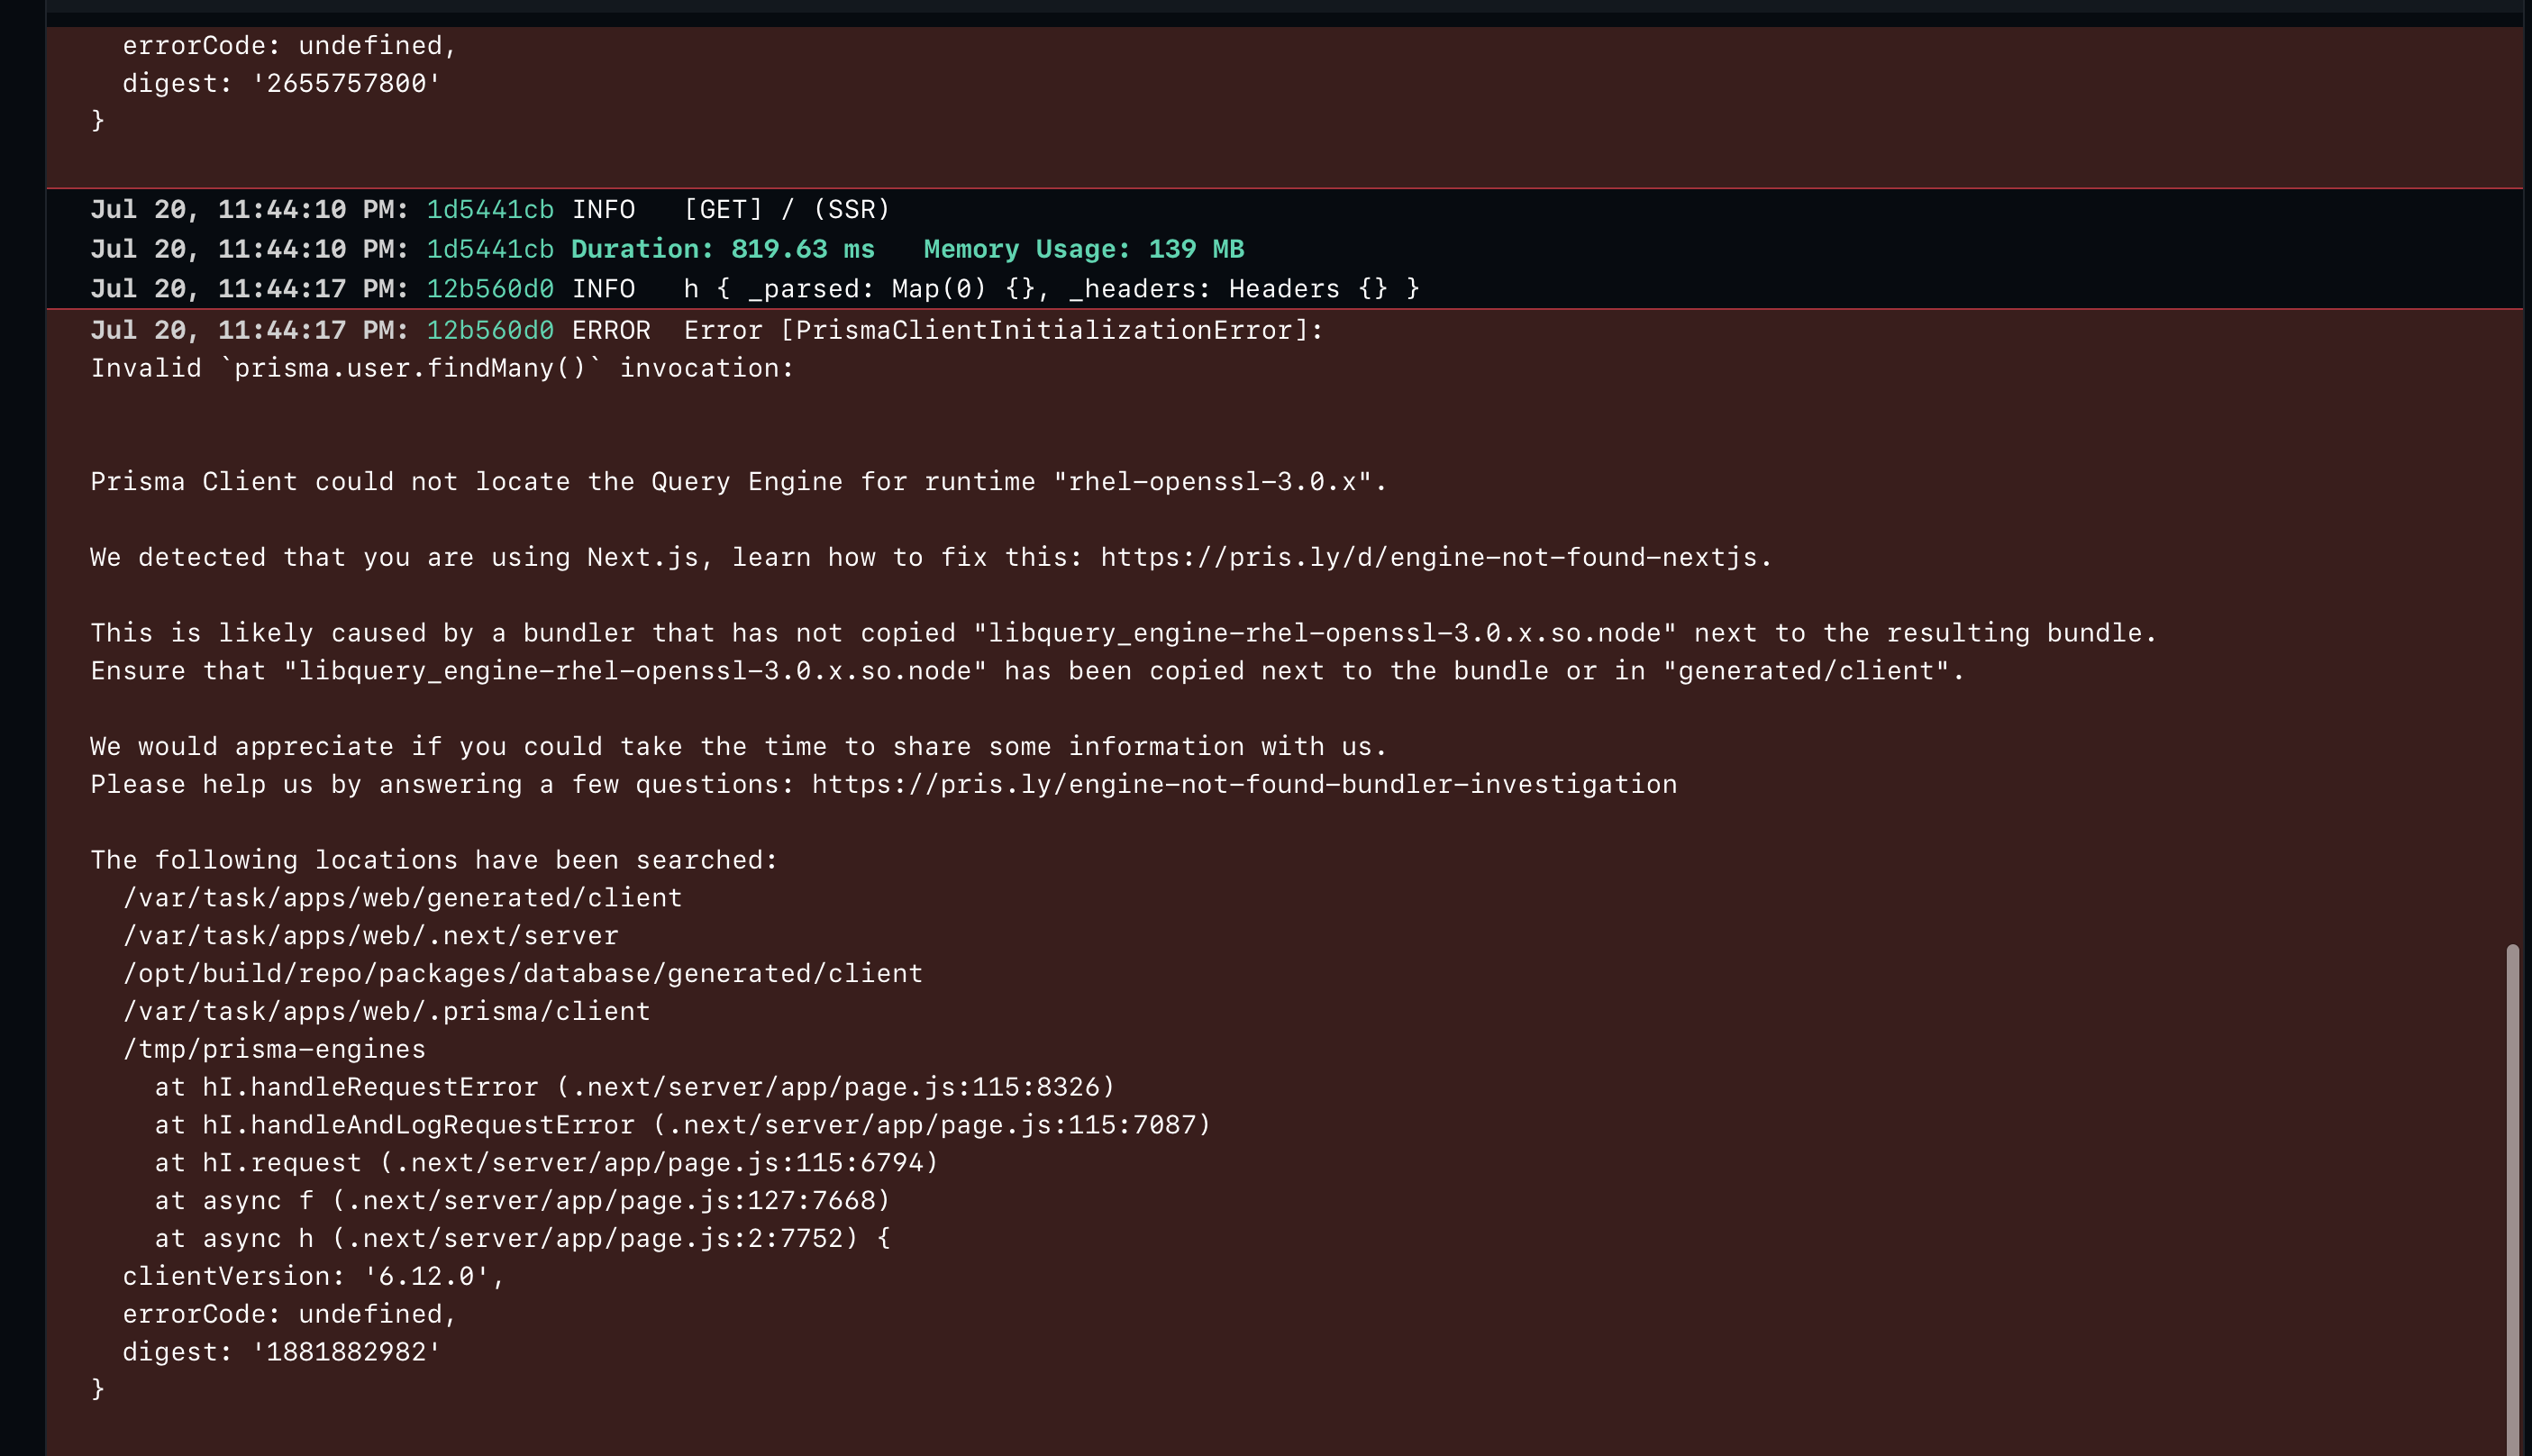 errorCode: undefined,
digest: '2655757800'
}
Jul 20, 11:44:10 PM: 1d5441cb INFO [GET] / (SSR)
Jul 20, 11:44:10 PM: 1d5441cb Duration: 819.63 ms Memory Usage: 139 MB
Jul 20, 11:44:17 PM: 12b560d0 INFO h { _parsed: Map(0) {}, _headers: Headers {} }
Jul 20, 11:44:17 PM: 12b560d0 ERROR Error [PrismaClientInitializationError]:
Invalid `prisma.user.findMany()` invocation:
Prisma Client could not locate the Query Engine for runtime "rhel-openssl-3.0.x".
We detected that you are using Next.js, learn how to fix this: https://pris.ly/d/engine-not-found-nextjs.
This is likely caused by a bundler that has not copied "libquery_engine-rhel-openssl-3.0.x.so.node" next to the resulting bundle.
Ensure that "libquery_engine-rhel-openssl-3.0.x.so.node" has been copied next to the bundle or in "generated/client".
We would appreciate if you could take the time to share some information with us.
Please help us by answering a few questions: https://pris.ly/engine-not-found-bundler-investigation
The following locations have been searched:
/var/task/apps/web/generated/client
/var/task/apps/web/.next/server
/opt/build/repo/packages/database/generated/client
/var/task/apps/web/.prisma/client
/tmp/prisma-engines
at hI.handleRequestError (.next/server/app/page.js:115:8326)
at hI.handleAndLogRequestError (.next/server/app/page.js:115:7087)
at hI.request (.next/server/app/page.js:115:6794)
at async f (.next/server/app/page.js:127:7668)
at async h (.next/server/app/page.js:2:7752) {
clientVersion: '6.12.0',
errorCode: undefined,
digest: '1881882982'
}